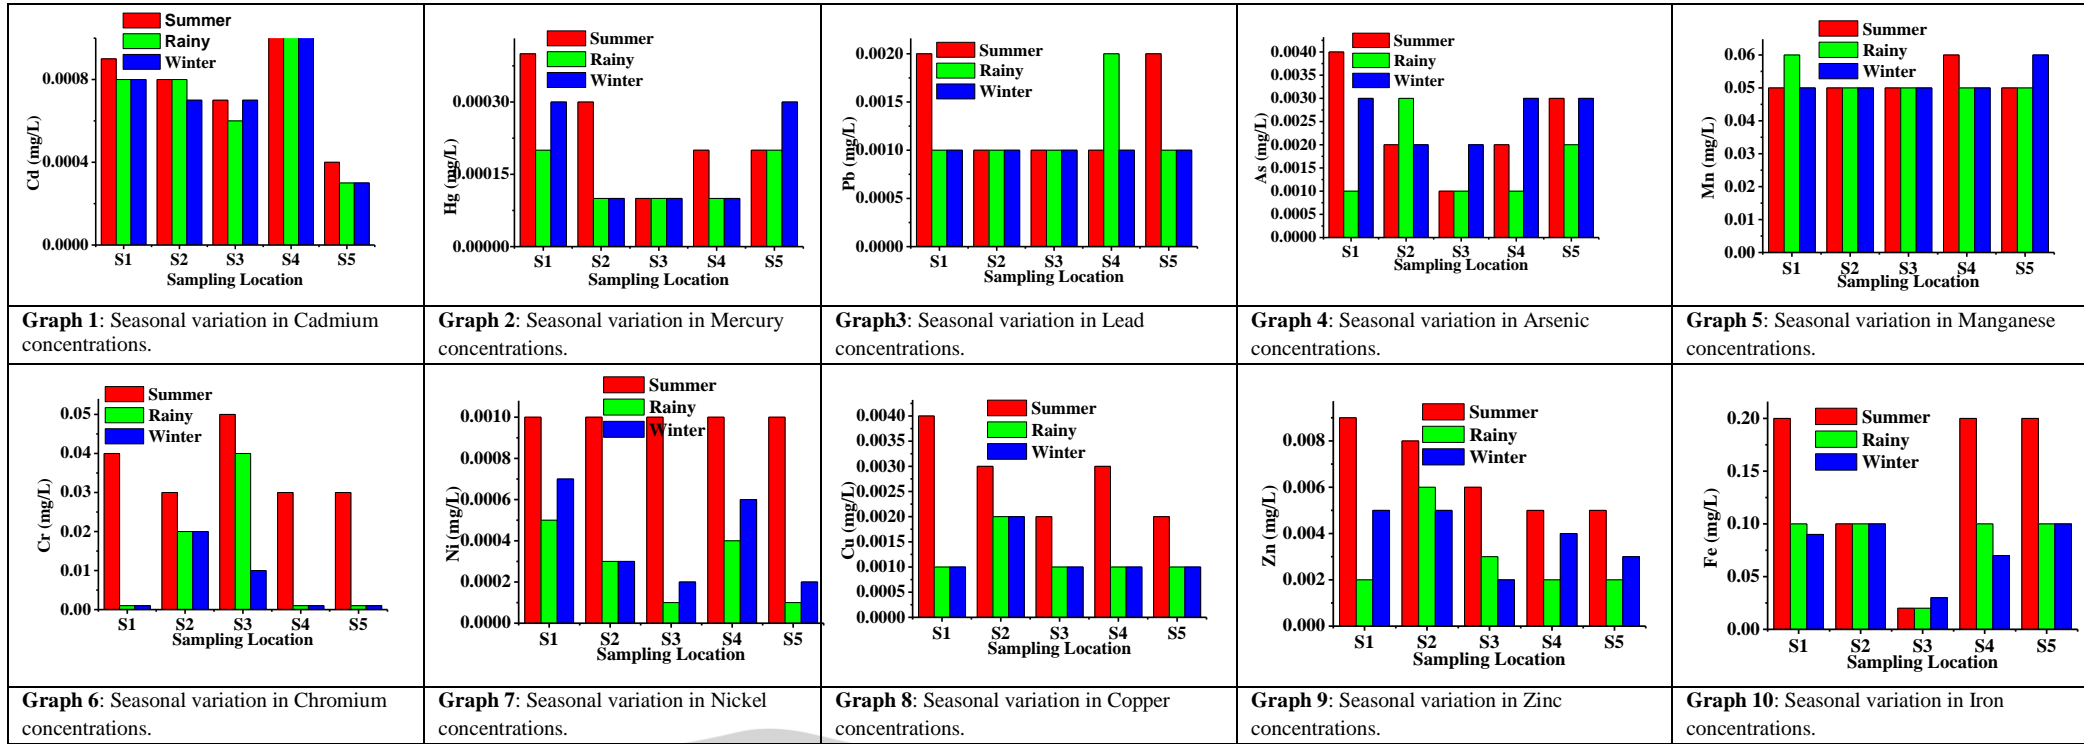 Summer
Rainy
Winter
0.0008
0.0004
0.0000
Cd (mg/L)
S1 S2 S3 S4 S5
Sampling Location
Summer
Rainy
Winter
0.00030
0.00015
0.00000
Hg (mg/L)
S1 S2 S3 S4 S5
Sampling Location
Summer
Rainy
Winter
0.0020
0.0015
0.0010
0.0005
0.0000
Pb (mg/L)
S1 S2 S3 S4 S5
Sampling Location
Summer
Rainy
Winter
0.0040
0.0035
0.0030
0.0025
0.0020
0.0015
0.0010
0.0005
0.0000
As (mg/L)
S1 S2 S3 S4 S5
Sampling Location
Summer
Rainy
Winter
0.06
0.05
0.04
0.03
0.02
0.01
0.00
Mn (mg/L)
S1 S2 S3 S4 S5
Sampling Location
Graph 1: Seasonal variation in Cadmium
concentrations.
Graph 2: Seasonal variation in Mercury
concentrations.
Graph3: Seasonal variation in Lead
concentrations.
Graph 4: Seasonal variation in Arsenic
concentrations.
Graph 5: Seasonal variation in Manganese
concentrations.
Summer
Rainy
Winter
0.05
0.04
0.03
0.02
0.01
0.00
Cr (mg/L)
S1 S2 S3 S4 S5
Sampling Location
Summer
Rainy
Winter
0.0010
0.0008
0.0006
0.0004
0.0002
0.0000
Ni (mg/L)
S1 S2 S3 S4 S5
Sampling Location
Summer
Rainy
Winter
0.0040
0.0035
0.0030
0.0025
0.0020
0.0015
0.0010
0.0005
0.0000
Cu (mg/L)
S1 S2 S3 S4 S5
Sampling Location
Summer
Rainy
Winter
0.008
0.006
0.004
0.002
0.000
Zn (mg/L)
S1 S2 S3 S4 S5
Sampling Location
Summer
Rainy
Winter
0.20
0.15
0.10
0.05
0.00
Fe (mg/L)
S1 S2 S3 S4 S5
Sampling Location
Graph 6: Seasonal variation in Chromium
concentrations.
Graph 7: Seasonal variation in Nickel
concentrations.
Graph 8: Seasonal variation in Copper
concentrations.
Graph 9: Seasonal variation in Zinc
concentrations.
Graph 10: Seasonal variation in Iron
concentrations.